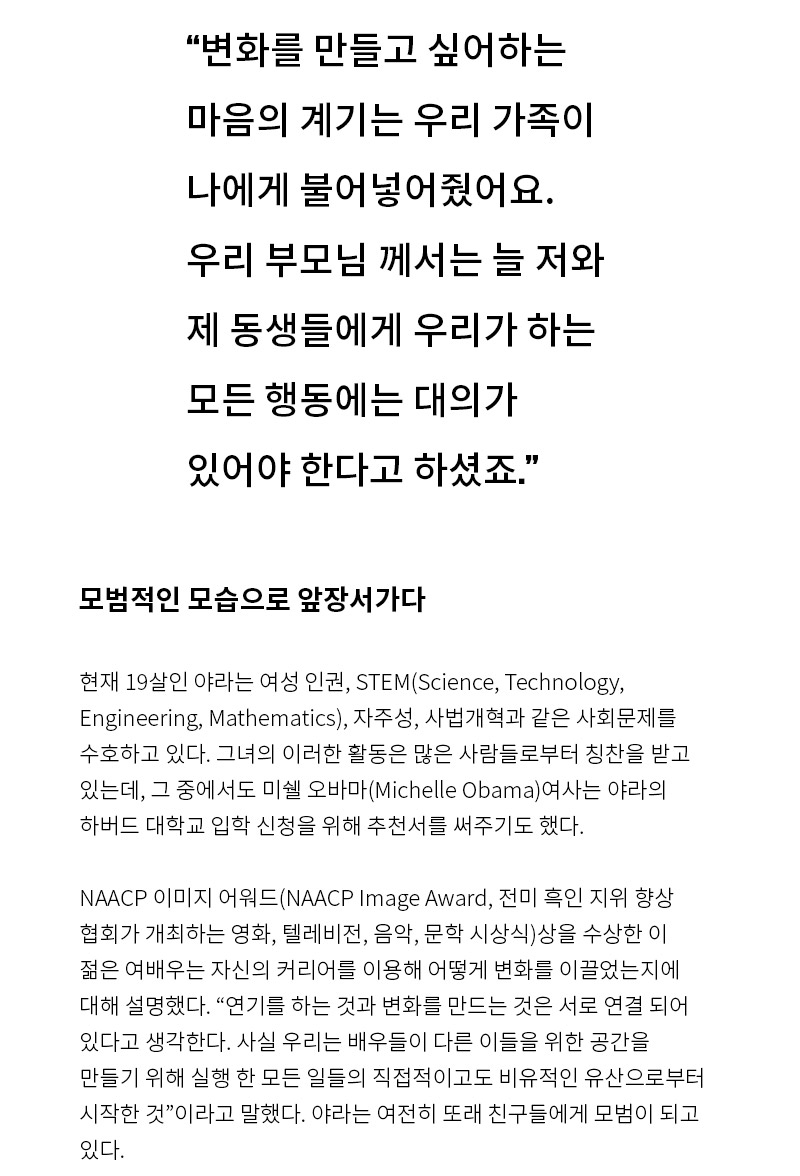 “변화를 만들고 싶어하는
마음의 계기는 우리 가족이
나에게 불어넣어줬어요.
우리 부모님 께서는 늘 저와
제 동생들에게 우리가 하는
모든 행동에는 대의가
있어야 한다고 하셨죠.”
모범적인 모습으로 앞장서가다
현재 19살인 야라는 여성 인권, STEM(Science, Technology,
Engineering, Mathematics), 자주성, 사법개혁과 같은 사회문제를
수호하고 있다. 그녀의 이러한 활동은 많은 사람들로부터 칭찬을 받고
있는데, 그 중에서도 미쉘 오바마(Michelle Obama)여사는 야라의
하버드 대학교 입학 신청을 위해 추천서를 써주기도 했다.
NAACP 이미지 어워드(NAACP Image Award, 전미 흑인 지위 향상
협회가 개최하는 영화, 텔레비전, 음악, 문학 시상식)상을 수상한 이
젊은 여배우는 자신의 커리어를 이용해 어떻게 변화를 이끌었는지에
대해 설명했다. “연기를 하는 것과 변화를 만드는 것은 서로 연결 되어
있다고 생각한다. 사실 우리는 배우들이 다른 이들을 위한 공간을
만들기 위해 실행 한 모든 일들의 직접적이고도 비유적인 유산으로부터
시작한 것”이라고 말했다. 야라는 여전히 또래 친구들에게 모범이 되고
있다.